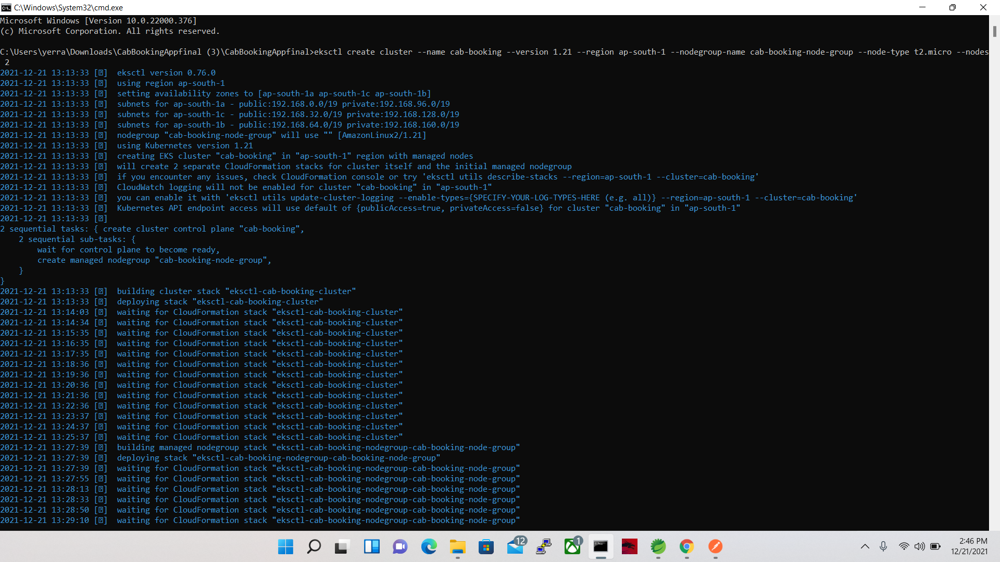 C:\Windows\System32\cmd.exe
Microsoft Windows [Version 10.0.22000.376]
(c) Microsoft Corporation. All rights reserved.
C:\Users\yerra\Downloads\CabBookingAppfinal (3)\CabBookingAppfinal>eksctl create cluster --name cab-booking --version 1.21 --region ap-south-1 --nodegroup-name cab-booking-node-group --node-type t2.micro --nodes
2
2021-12-21 13:13:33 [⍰]  eksctl version 0.76.0
2021-12-21 13:13:33 [⍰]  using region ap-south-1
2021-12-21 13:13:33 [⍰]  setting availability zones to [ap-south-1a ap-south-1c ap-south-1b]
2021-12-21 13:13:33 [⍰]  subnets for ap-south-1a - public:192.168.0.0/19 private:192.168.96.0/19
2021-12-21 13:13:33 [⍰]  subnets for ap-south-1c - public:192.168.32.0/19 private:192.168.128.0/19
2021-12-21 13:13:33 [⍰]  subnets for ap-south-1b - public:192.168.64.0/19 private:192.168.160.0/19
2021-12-21 13:13:33 [⍰]  nodegroup "cab-booking-node-group" will use "" [AmazonLinux2/1.21]
2021-12-21 13:13:33 [⍰]  using Kubernetes version 1.21
2021-12-21 13:13:33 [⍰]  creating EKS cluster "cab-booking" in "ap-south-1" region with managed nodes
2021-12-21 13:13:33 [⍰]  will create 2 separate CloudFormation stacks for cluster itself and the initial managed nodegroup
2021-12-21 13:13:33 [⍰]  if you encounter any issues, check CloudFormation console or try 'eksctl utils describe-stacks --region=ap-south-1 --cluster=cab-booking'
2021-12-21 13:13:33 [⍰]  CloudWatch logging will not be enabled for cluster "cab-booking" in "ap-south-1"
2021-12-21 13:13:33 [⍰]  you can enable it with 'eksctl utils update-cluster-logging --enable-types={SPECIFY-YOUR-LOG-TYPES-HERE (e.g. all)} --region=ap-south-1 --cluster=cab-booking'
2021-12-21 13:13:33 [⍰]  Kubernetes API endpoint access will use default of {publicAccess=true, privateAccess=false} for cluster "cab-booking" in "ap-south-1"
2021-12-21 13:13:33 [⍰]
2 sequential tasks: { create cluster control plane "cab-booking",
    2 sequential sub-tasks: {
        wait for control plane to become ready,
        create managed nodegroup "cab-booking-node-group",
    }
}
2021-12-21 13:13:33 [⍰]  building cluster stack "eksctl-cab-booking-cluster"
2021-12-21 13:13:33 [⍰]  deploying stack "eksctl-cab-booking-cluster"
2021-12-21 13:14:03 [⍰]  waiting for CloudFormation stack "eksctl-cab-booking-cluster"
2021-12-21 13:14:34 [⍰]  waiting for CloudFormation stack "eksctl-cab-booking-cluster"
2021-12-21 13:15:35 [⍰]  waiting for CloudFormation stack "eksctl-cab-booking-cluster"
2021-12-21 13:16:35 [⍰]  waiting for CloudFormation stack "eksctl-cab-booking-cluster"
2021-12-21 13:17:35 [⍰]  waiting for CloudFormation stack "eksctl-cab-booking-cluster"
2021-12-21 13:18:36 [⍰]  waiting for CloudFormation stack "eksctl-cab-booking-cluster"
2021-12-21 13:19:36 [⍰]  waiting for CloudFormation stack "eksctl-cab-booking-cluster"
2021-12-21 13:20:36 [⍰]  waiting for CloudFormation stack "eksctl-cab-booking-cluster"
2021-12-21 13:21:36 [⍰]  waiting for CloudFormation stack "eksctl-cab-booking-cluster"
2021-12-21 13:22:36 [⍰]  waiting for CloudFormation stack "eksctl-cab-booking-cluster"
2021-12-21 13:23:37 [⍰]  waiting for CloudFormation stack "eksctl-cab-booking-cluster"
2021-12-21 13:24:37 [⍰]  waiting for CloudFormation stack "eksctl-cab-booking-cluster"
2021-12-21 13:25:37 [⍰]  waiting for CloudFormation stack "eksctl-cab-booking-cluster"
2021-12-21 13:27:39 [⍰]  building managed nodegroup stack "eksctl-cab-booking-nodegroup-cab-booking-node-group"
2021-12-21 13:27:39 [⍰]  deploying stack "eksctl-cab-booking-nodegroup-cab-booking-node-group"
2021-12-21 13:27:39 [⍰]  waiting for CloudFormation stack "eksctl-cab-booking-nodegroup-cab-booking-node-group"
2021-12-21 13:27:55 [⍰]  waiting for CloudFormation stack "eksctl-cab-booking-nodegroup-cab-booking-node-group"
2021-12-21 13:28:13 [⍰]  waiting for CloudFormation stack "eksctl-cab-booking-nodegroup-cab-booking-node-group"
2021-12-21 13:28:33 [⍰]  waiting for CloudFormation stack "eksctl-cab-booking-nodegroup-cab-booking-node-group"
2021-12-21 13:28:50 [⍰]  waiting for CloudFormation stack "eksctl-cab-booking-nodegroup-cab-booking-node-group"
2021-12-21 13:29:10 [⍰]  waiting for CloudFormation stack "eksctl-cab-booking-nodegroup-cab-booking-node-group"
12
1
2:46 PM
12/21/2021